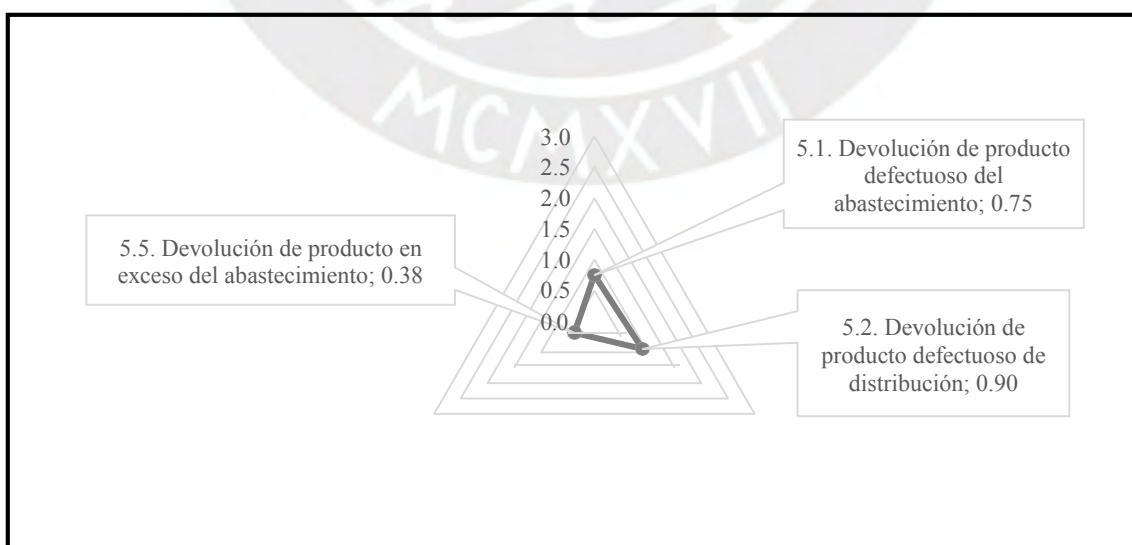 MCMXVII
3.0
2.5
2.0
1.5
1.0
0.5
0.0
5.1. Devolución de producto
defectuoso del
abastecimiento; 0.75
5.5. Devolución de producto en
exceso del abastecimiento; 0.38
5.2. Devolución de
producto defectuoso de
distribución; 0.90